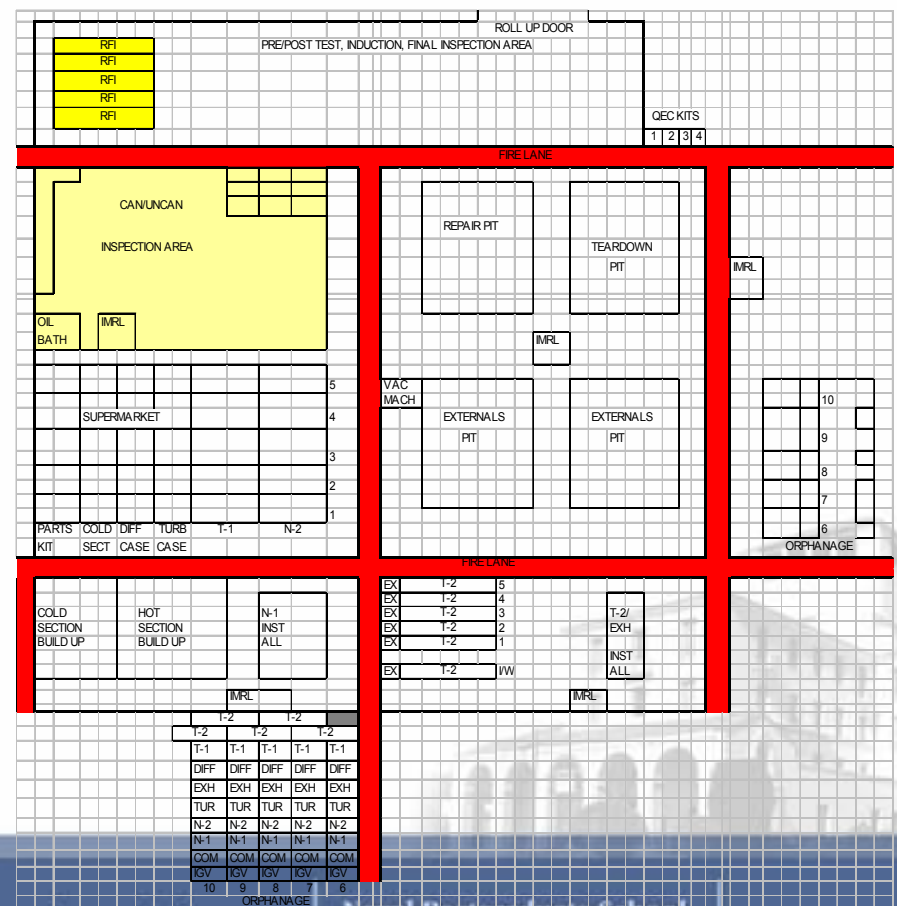 ROLL UP DOOR
RFI
PRE/POST TEST, INDUCTION, FINAL INSPECTION AREA
RFI
RFI
RFI
RFI
QEC KITS
1 2 3 4
FIRE LANE
CAN/UNCAN
INSPECTION AREA
OIL
BATH
IMRL
REPAIR PIT
TEARDOWN
PIT
IMRL
IMRL
5
SUPERMARKET
4
3
2
1
PARTS
KIT
COLD
SECT
DIFF
CASE
TURB
CASE
T-1
N-2
VAC
MACH
EXTERNALS
PIT
EXTERNALS
PIT
10
9
8
7
6
ORPHANAGE
FIRE LANE
COLD
SECTION
BUILD UP
HOT
SECTION
BUILD UP
N-1
INST
ALL
EX T-2 5
EX T-2 4
EX T-2 3
EX T-2 2
EX T-2 1
EX T-2 I/W
T-2/
EXH
INST
ALL
IMRL
IMRL
T-2 T-2
T-2 T-2 T-2
T-1 T-1 T-1 T-1 T-1
DIFF DIFF DIFF DIFF DIFF
EXH EXH EXH EXH EXH
TUR TUR TUR TUR TUR
N-2 N-2 N-2 N-2 N-2
N-1 N-1 N-1 N-1 N-1
COM COM COM COM COM
IGV IGV IGV IGV IGV
10 9 8 7 6
ORPHANAGE